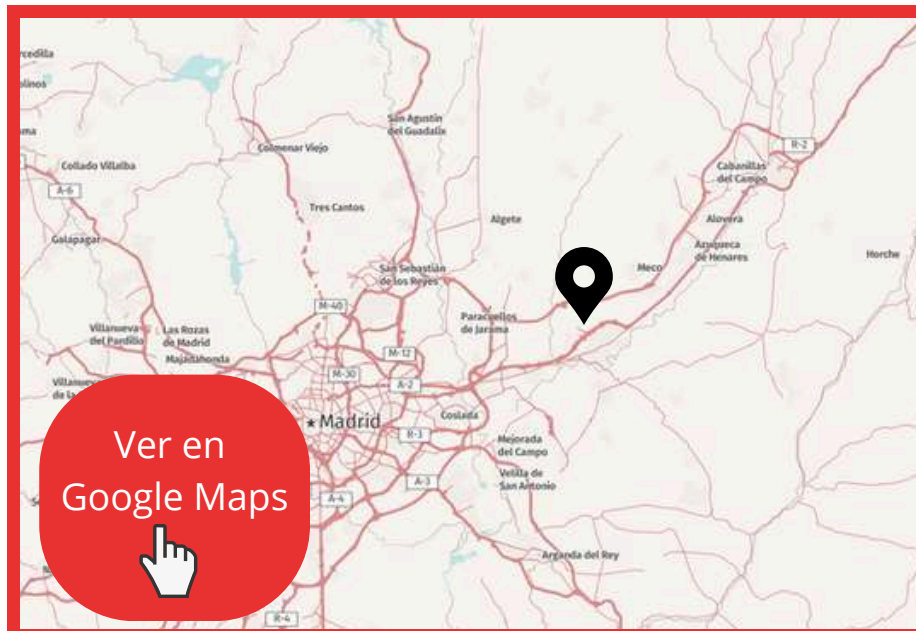 San Agustín
del Guadalix
Colmenar Viejo
R-2
Collado Villalba
Cabanillas
del Campo
A-6
Tres Cantos
Algete
Alovera
Galapagar
Azuqueca
de Henares
Horche
San Sebastián
de los Reyes
Meco
M-40
Paracuellos
de Jarama
Villanueva
del Pardillo
Las Rozas
de Madrid
Majadahonda
M-12
M-30
A-2
Coslada
Madrid
R-3
Mejorada
del Campo
Velilla de
San Antonio
A-3
A-4
Arganda del Rey
R-4
Ver en
Google Maps